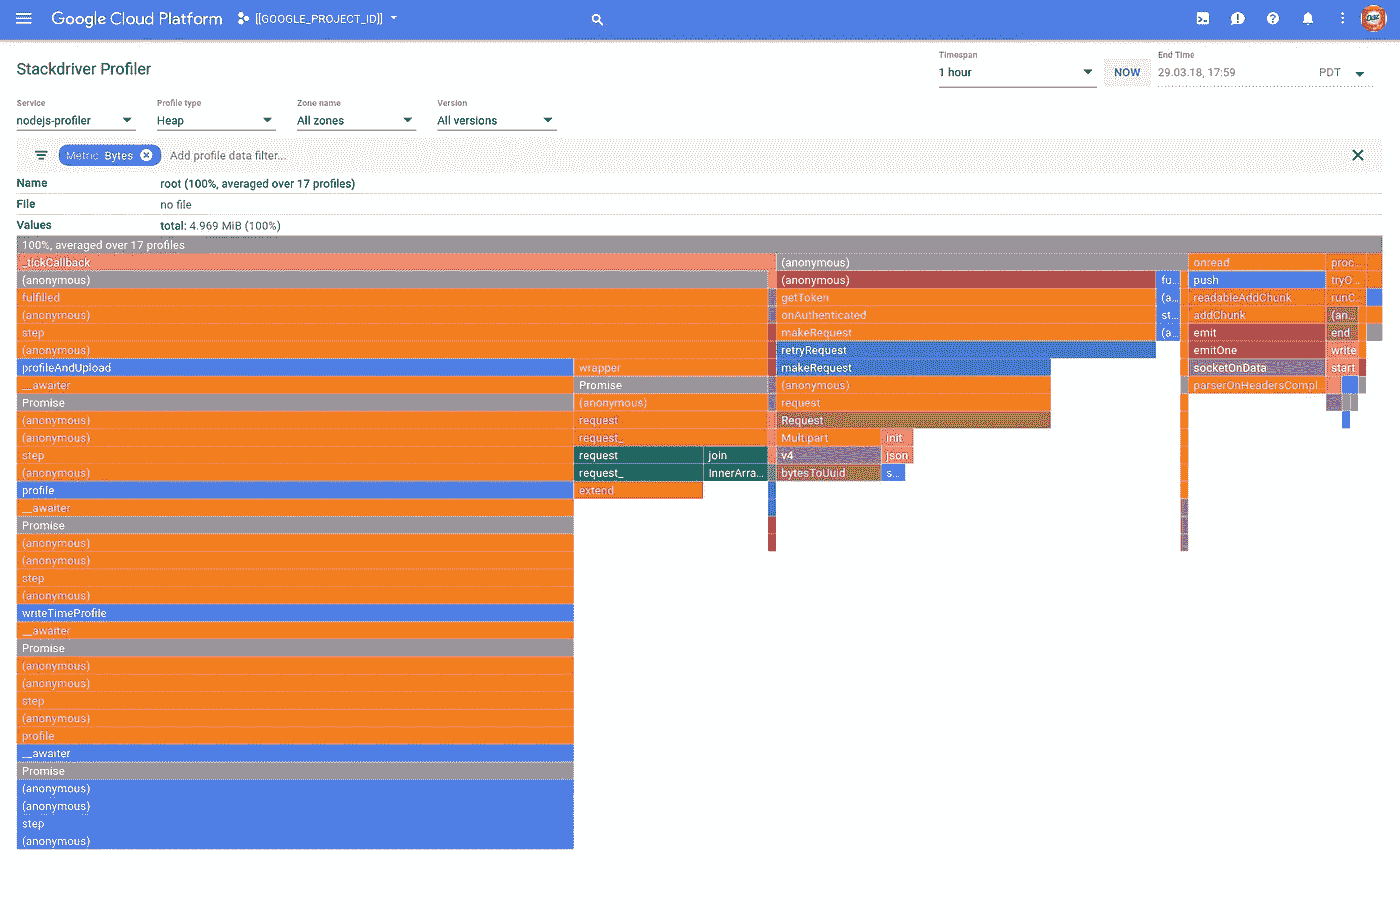 Google Cloud Platform [[GOOGLE_PROJECT_ID]]
Stackdriver Profiler
Timespan
1 hour
NOW
End Time
29.03.18, 17:59 PDT
Service
nodejs-profiler
Profile type
Heap
Zone name
All zones
Version
All versions
Metric: Bytes Add profile data filter...
Name root (100%, averaged over 17 profiles)
File no file
Values total: 4.969 MiB (100%)
100%, averaged over 17 profiles
_tickCallback (anonymous) onread proc...
(anonymous) (anonymous) fu... push tryO...
fulfilled getToken (a... readableAddChunk runC...
(anonymous) onAuthenticated st... addChunk (an...
step makeRequest (a... emit end
(anonymous) retryRequest emitOne write
profileAndUpload wrapper makeRequest socketOnData start
__awaiter Promise (anonymous) parserOnHeadersCompl...
Promise (anonymous) request
(anonymous) request Request
(anonymous) request_ Multipart init
step request join v4 json
(anonymous) request_ InnerArra... bytesToUuid s...
profile extend
__awaiter
Promise
(anonymous)
(anonymous)
step
(anonymous)
writeTimeProfile
__awaiter
Promise
(anonymous)
(anonymous)
step
(anonymous)
profile
__awaiter
Promise
(anonymous)
(anonymous)
step
(anonymous)